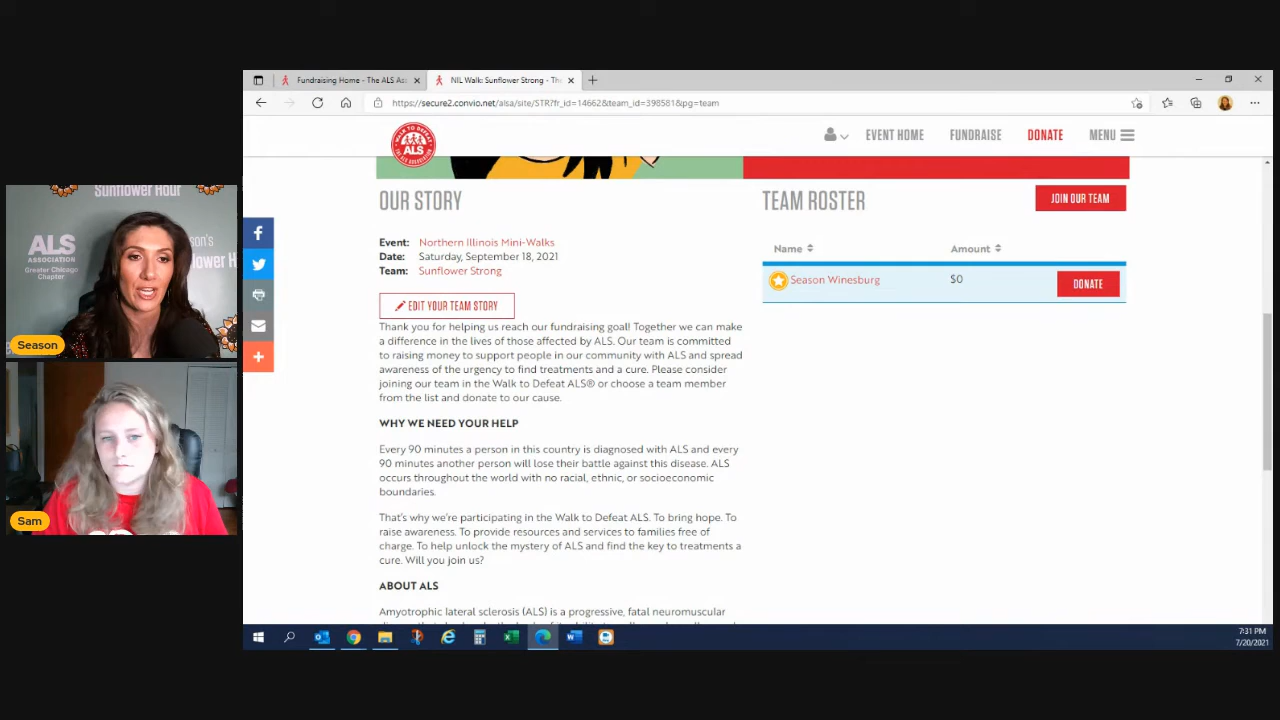 Fundraising Home - The ALS Ass
NIL Walk: Sunflower Strong - The
https://secure2.convio.net/alsa/site/STR?fr_id=14662&team_id=398581&pg=team
WALK TO DEFEAT
ALS
THE ALS ASSOCIATION
EVENT HOME
FUNDRAISE
DONATE
MENU
OUR STORY
Event: Northern Illinois Mini-Walks
Date: Saturday, September 18, 2021
Team: Sunflower Strong
EDIT YOUR TEAM STORY
Thank you for helping us reach our fundraising goal! Together we can make
a difference in the lives of those affected by ALS. Our team is committed
to raising money to support people in our community with ALS and spread
awareness of the urgency to find treatments and a cure. Please consider
joining our team in the Walk to Defeat ALS® or choose a team member
from the list and donate to our cause.
WHY WE NEED YOUR HELP
Every 90 minutes a person in this country is diagnosed with ALS and every
90 minutes another person will lose their battle against this disease. ALS
occurs throughout the world with no racial, ethnic, or socioeconomic
boundaries.
That's why we're participating in the Walk to Defeat ALS. To bring hope. To
raise awareness. To provide resources and services to families free of
charge. To help unlock the mystery of ALS and find the key to treatments a
cure. Will you join us?
ABOUT ALS
Amyotrophic lateral sclerosis (ALS) is a progressive, fatal neuromuscular
TEAM ROSTER
JOIN OUR TEAM
Name
Amount
Season Winesburg
$0
DONATE
Sunflower Hour
ALS
ASSOCIATION
Greater Chicago
Chapter
Season
Sam
7:31 PM
7/20/2021